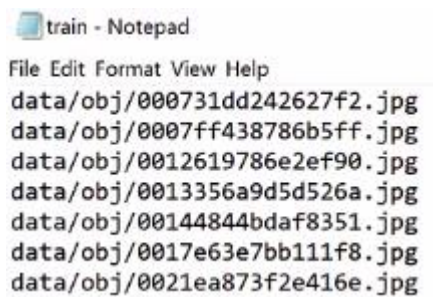 train - Notepad
File Edit Format View Help
data/obj/000731dd242627f2.jpg
data/obj/0007ff438786b5ff.jpg
data/obj/0012619786e2ef90.jpg
data/obj/0013356a9d5d526a.jpg
data/obj/00144844bdaf8351.jpg
data/obj/0017e63e7bb111f8.jpg
data/obj/0021ea873f2e416e.jpg